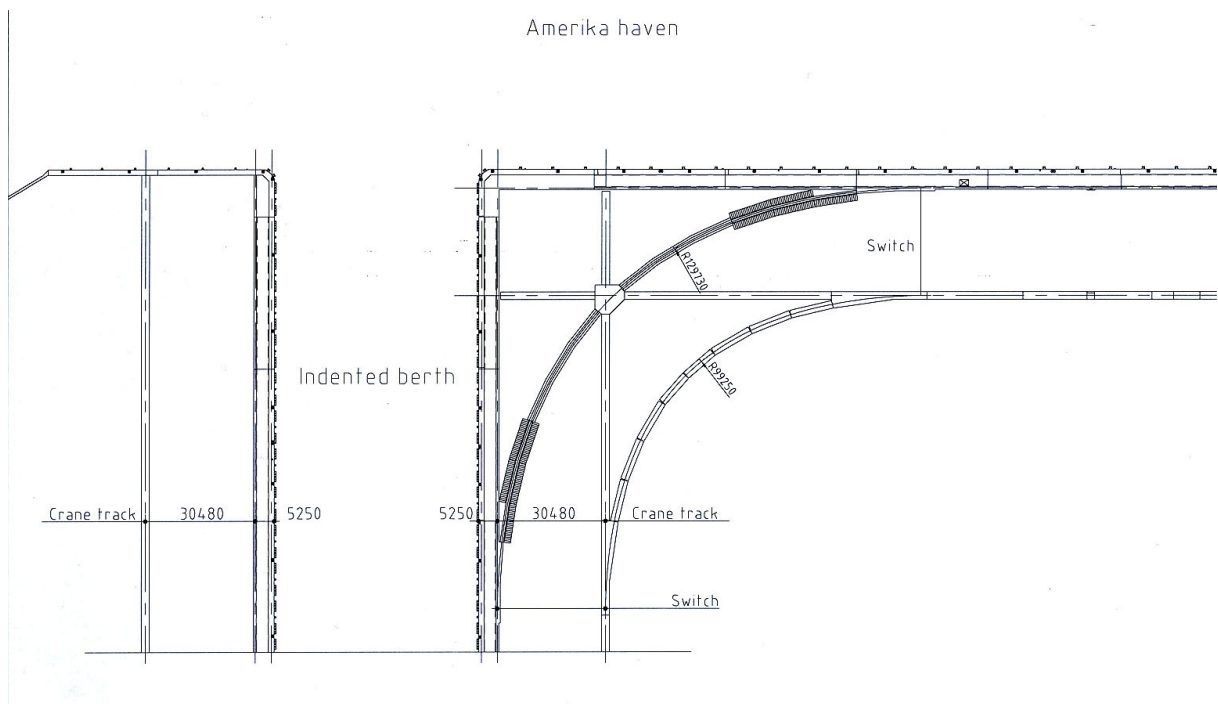 Amerika haven
Switch
R129730
R99250
Indented berth
Crane track 30480 5250
5250 30480 Crane track
Switch